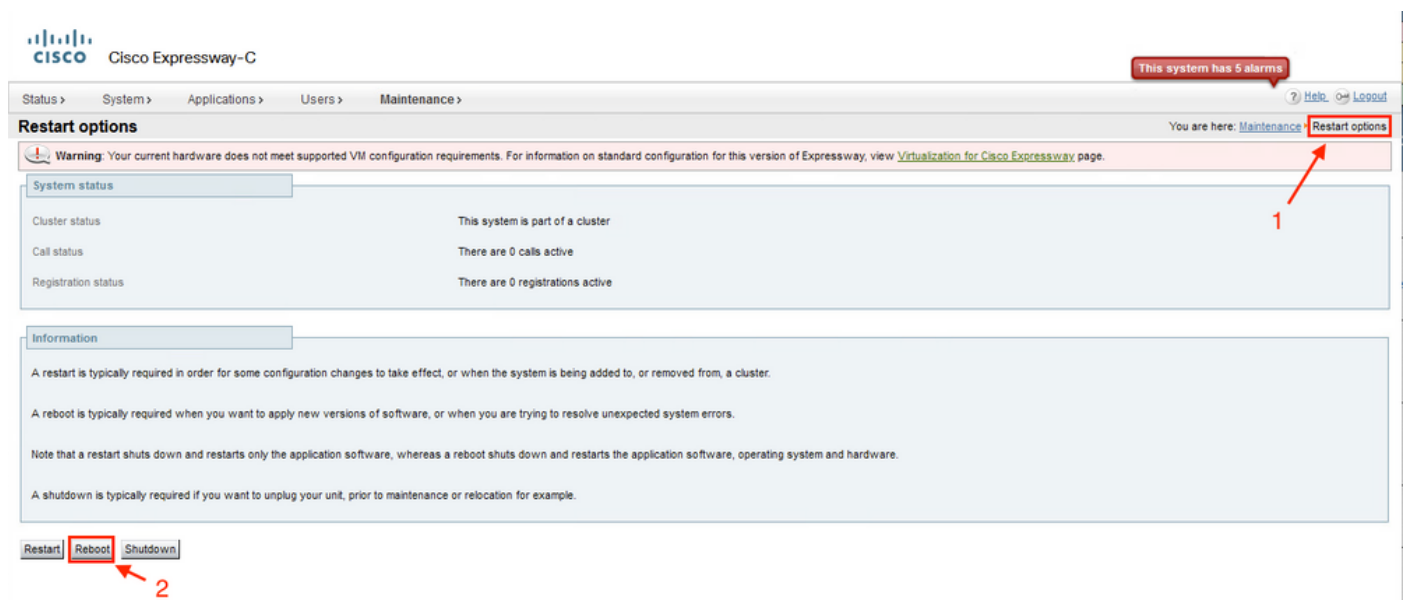 CISCO Cisco Expressway-C
This system has 5 alarms
Status > System > Applications > Users > Maintenance > ? Help Logout
Restart options You are here: Maintenance Restart options
Warning: Your current hardware does not meet supported VM configuration requirements. For information on standard configuration for this version of Expressway, view Virtualization for Cisco Expressway page.
1
System status
Cluster status This system is part of a cluster
Call status There are 0 calls active
Registration status There are 0 registrations active
Information
A restart is typically required in order for some configuration changes to take effect, or when the system is being added to, or removed from, a cluster.
A reboot is typically required when you want to apply new versions of software, or when you are trying to resolve unexpected system errors.
Note that a restart shuts down and restarts only the application software, whereas a reboot shuts down and restarts the application software, operating system and hardware.
A shutdown is typically required if you want to unplug your unit, prior to maintenance or relocation for example.
Restart Reboot Shutdown
2